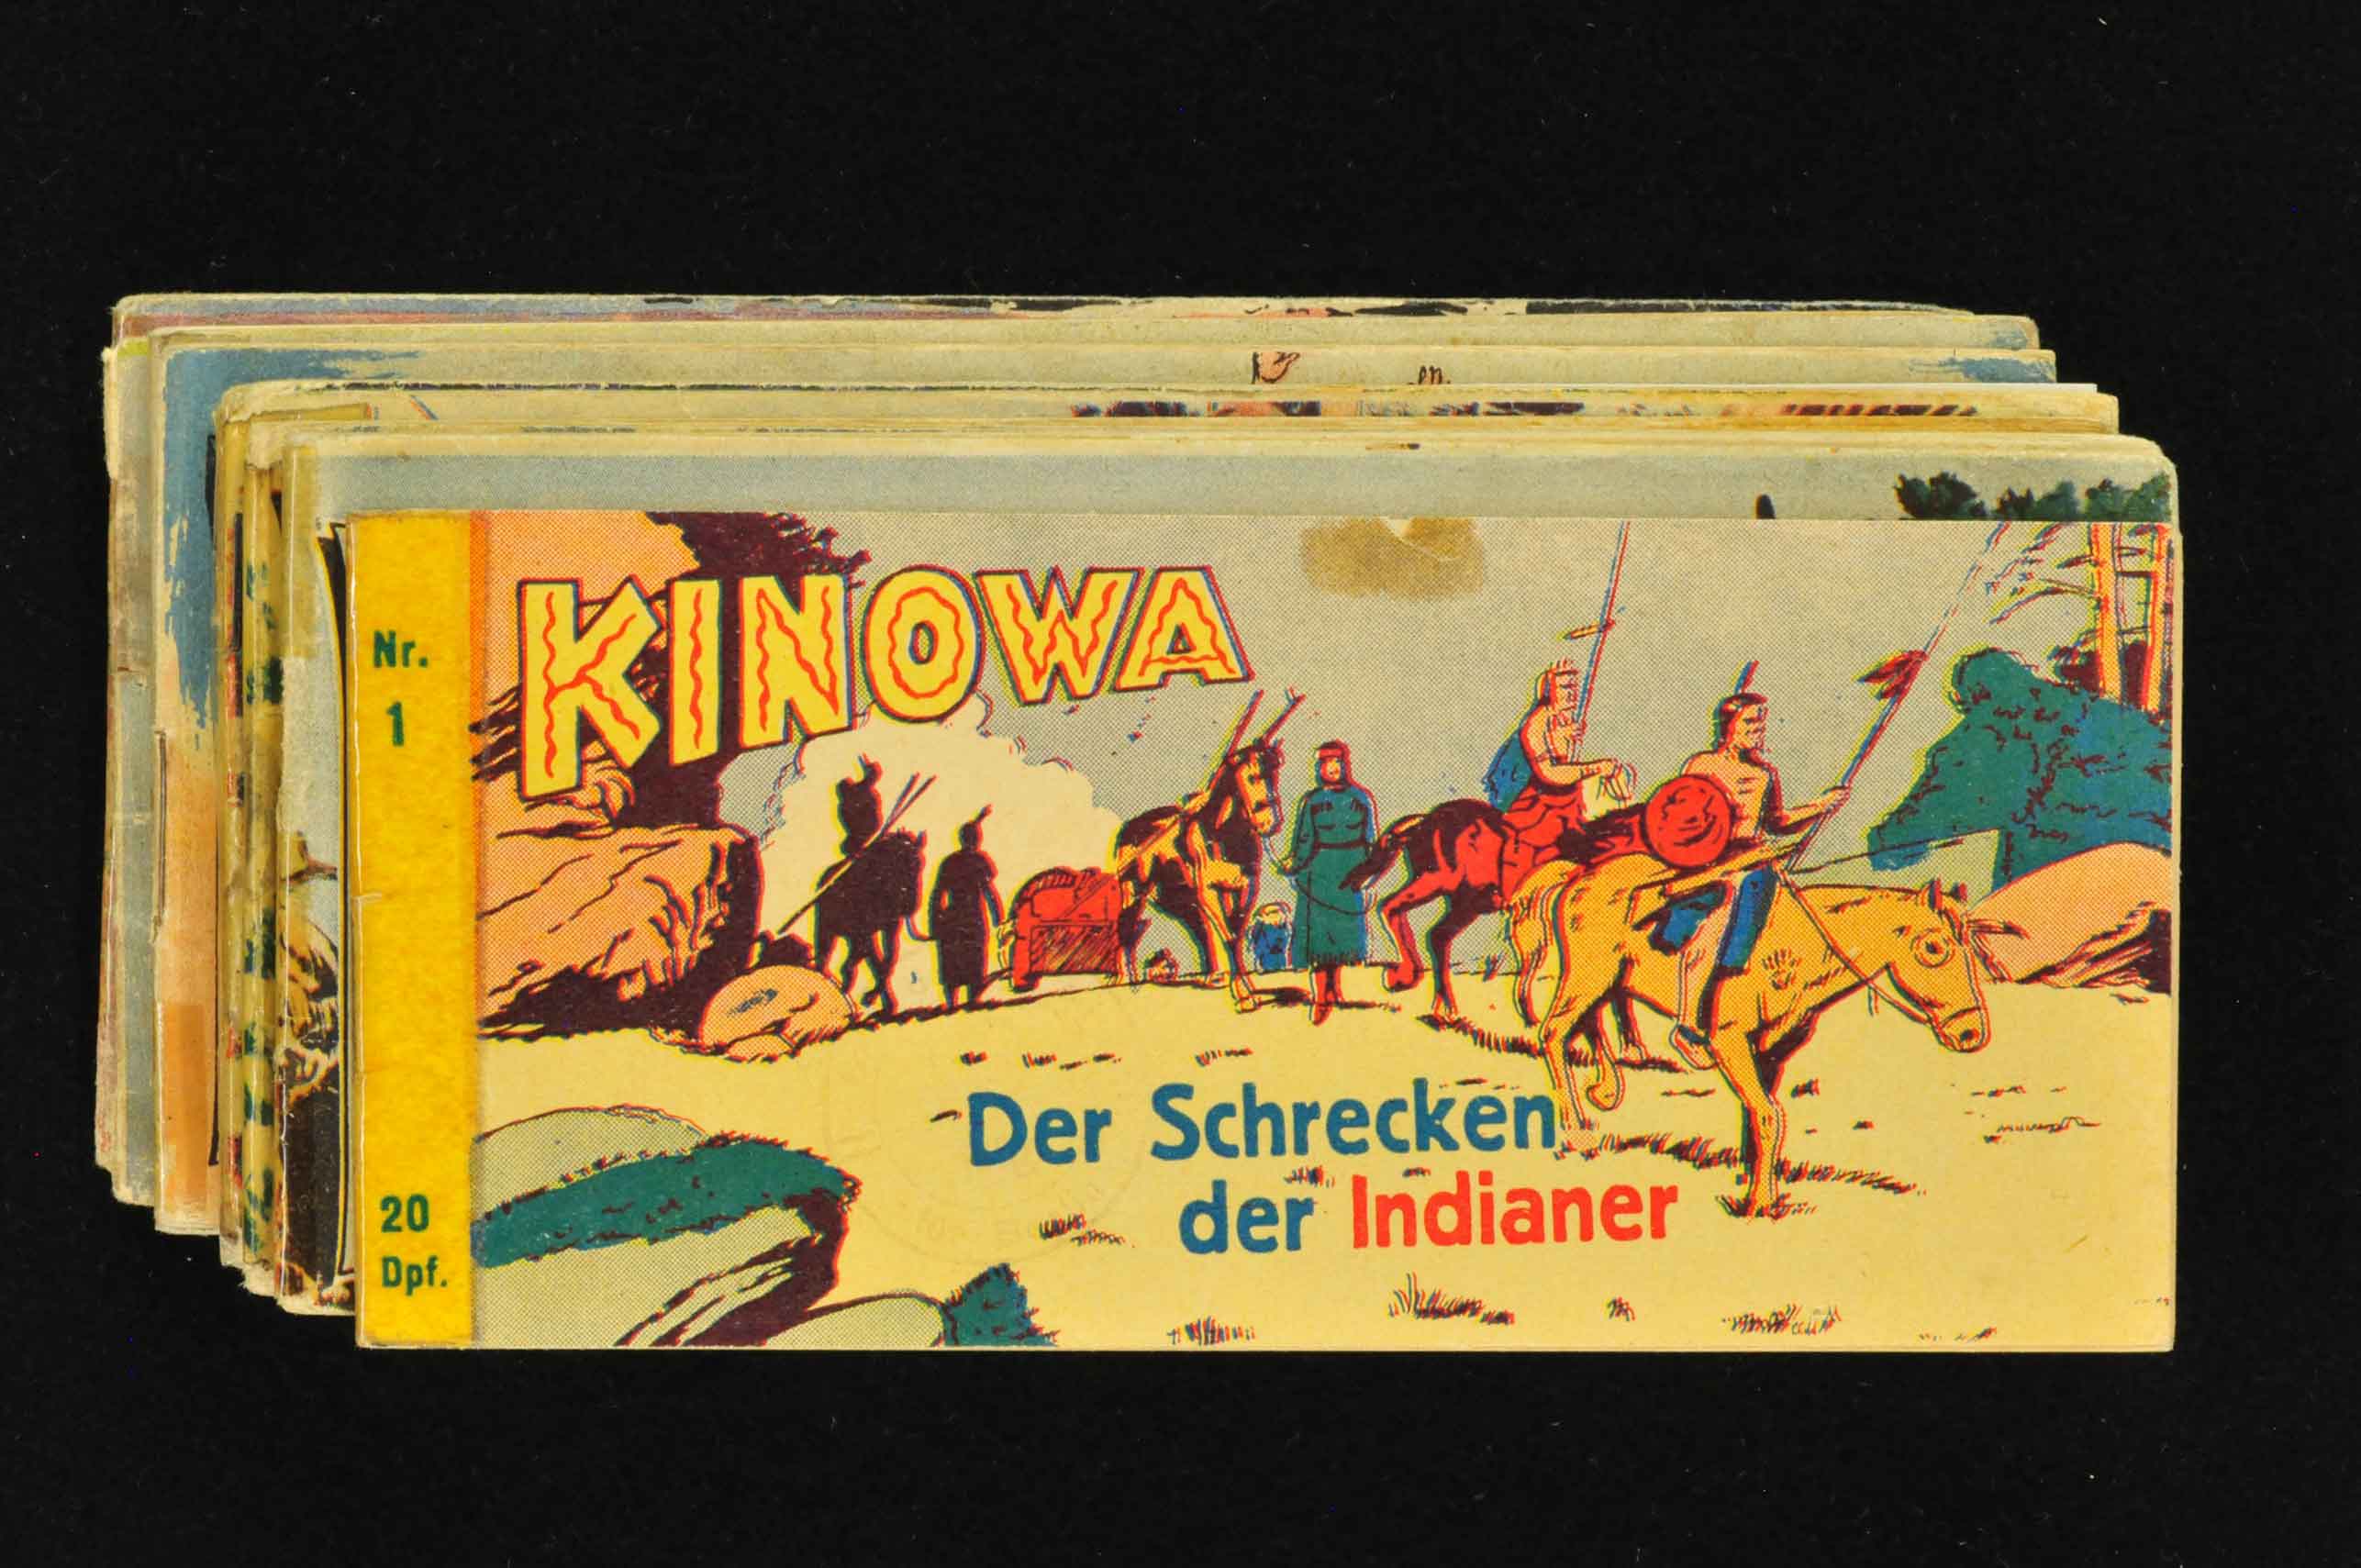 KINOWA
Nr.
1
Der Schrecken
der Indianer
20
Dpf.